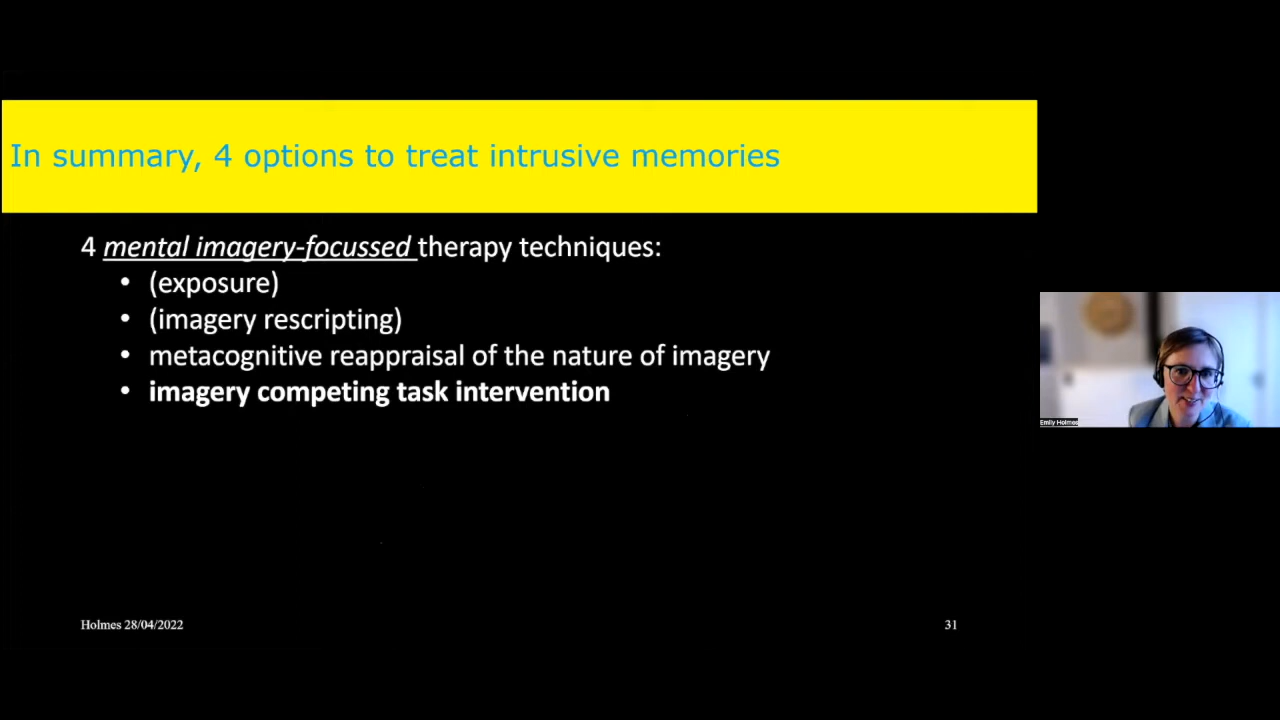 In summary, 4 options to treat intrusive memories
4 mental imagery-focussed therapy techniques:
• (exposure)
• (imagery rescripting)
• metacognitive reappraisal of the nature of imagery
• imagery competing task intervention
Emily Holmes
Holmes 28/04/2022
31